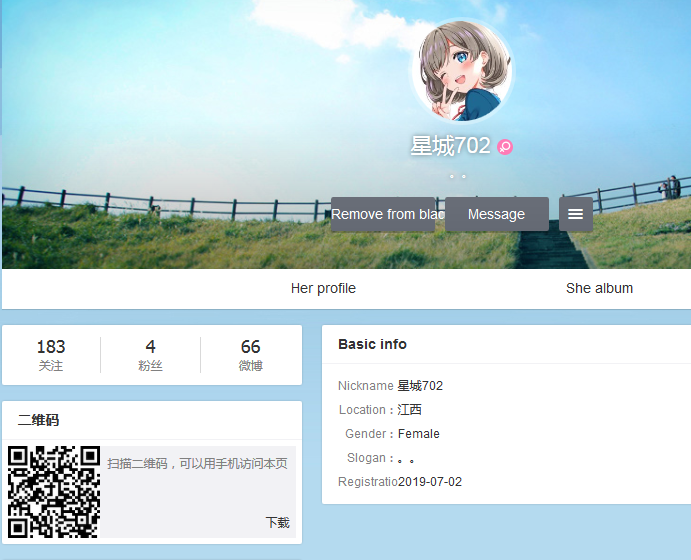 星城702
。。
Remove from blac
Message
Her profile
She album
183
关注
4
粉丝
66
微博
二维码
扫描二维码，可以用手机访问本页
下载
Basic info
Nickname 星城702
Location：江西
Gender：Female
Slogan：。。
Registratio2019-07-02